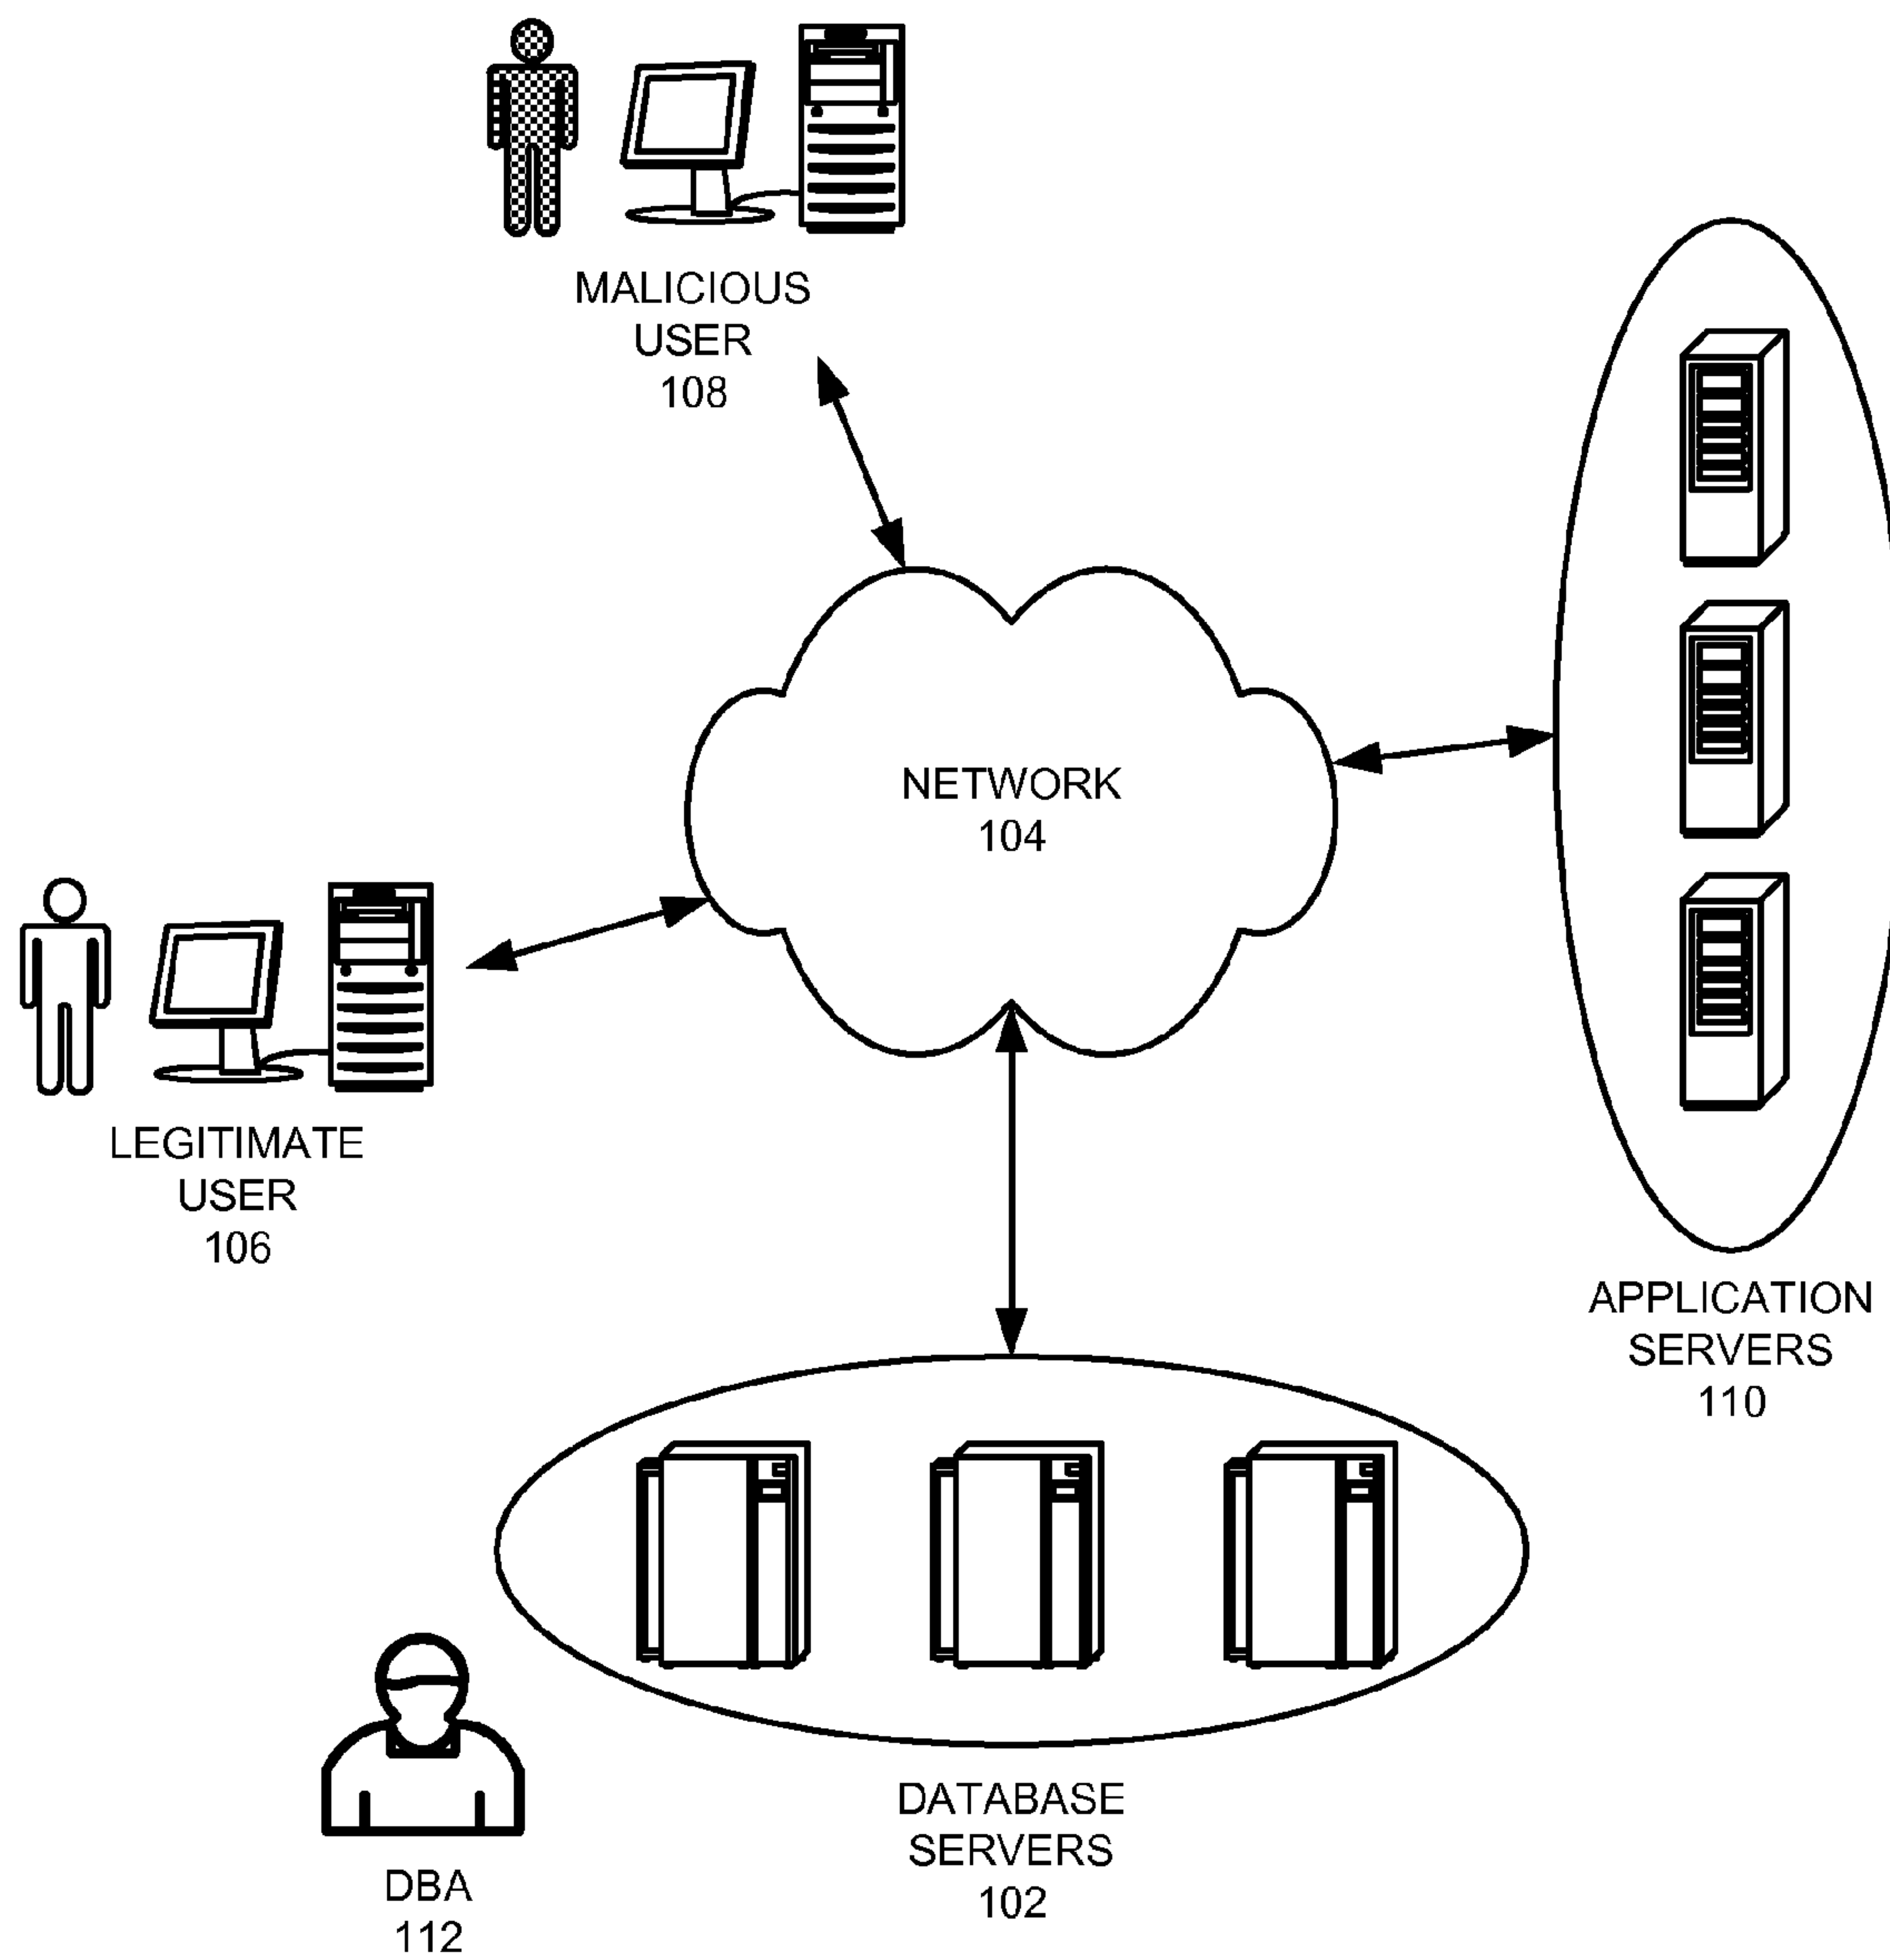 MALICIOUS
USER
108
NETWORK
104
LEGITIMATE
USER
106
APPLICATION
SERVERS
110
DATABASE
SERVERS
102
DBA
112